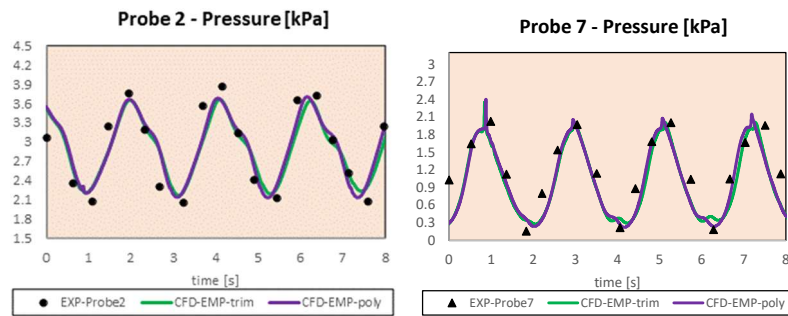 Probe 2 - Pressure [kPa]
4.5
4.2
3.9
3.6
3.3
3
2.7
2.4
2.1
1.8
1.5
0 1 2 3 4 5 6 7 8
time [s]
EXP-Probe2 CFD-EMP-trim CFD-EMP-poly
Probe 7 - Pressure [kPa]
3
2.7
2.4
2.1
1.8
1.5
1.2
0.9
0.6
0.3
0
0 1 2 3 4 5 6 7 8
time [s]
EXP-Probe7 CFD-EMP-trim CFD-EMP-poly